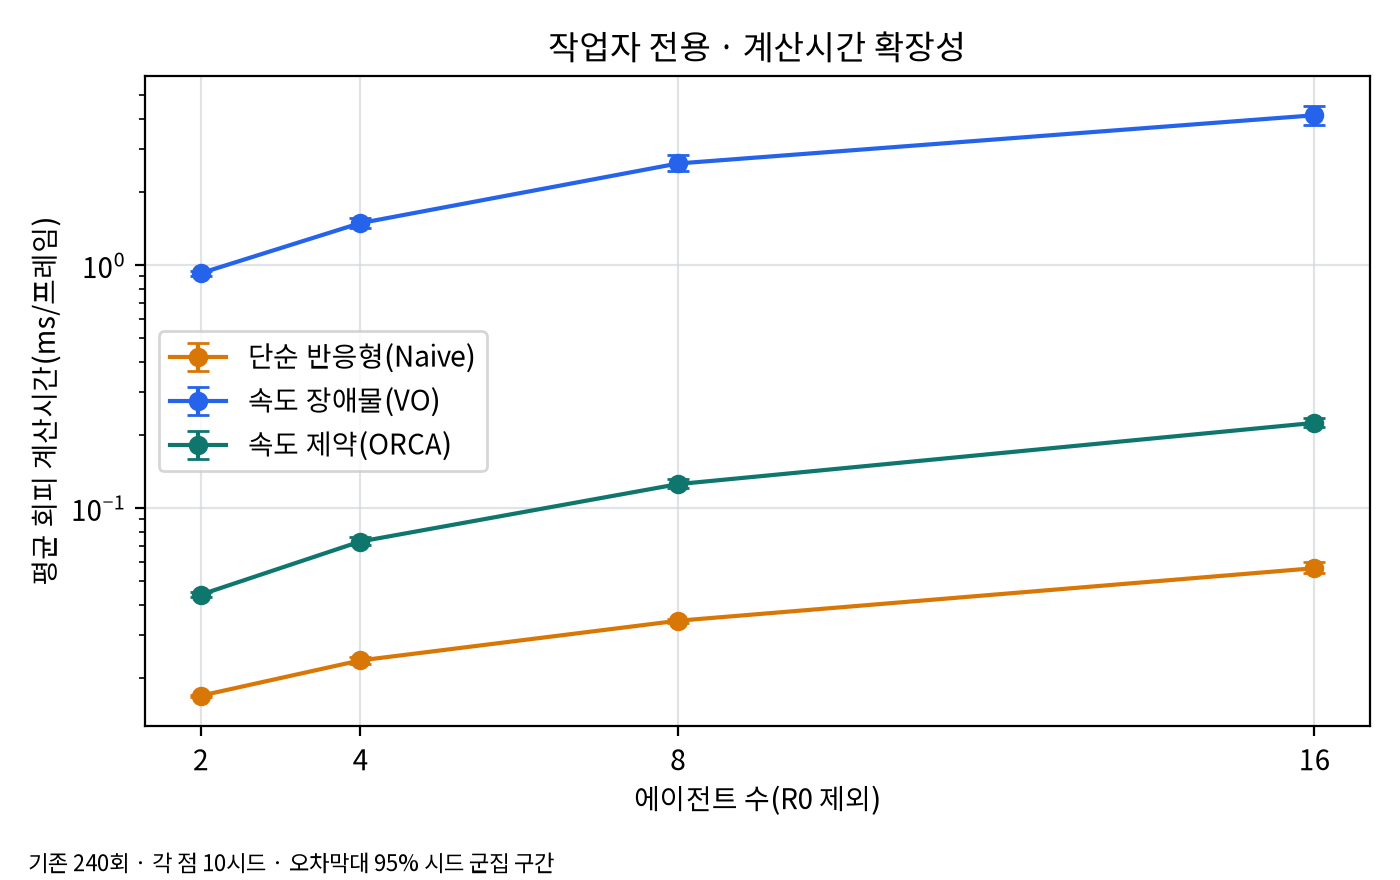 작업자 전용 · 계산시간 확장성
평균 회피 계산시간(ms/프레임)
10⁰
10⁻¹
단순 반응형(Naive)
속도 장애물(VO)
속도 제약(ORCA)
2 4 8 16
에이전트 수(R0 제외)
기존 240회 · 각 점 10시드 · 오차막대 95% 시드 군집 구간